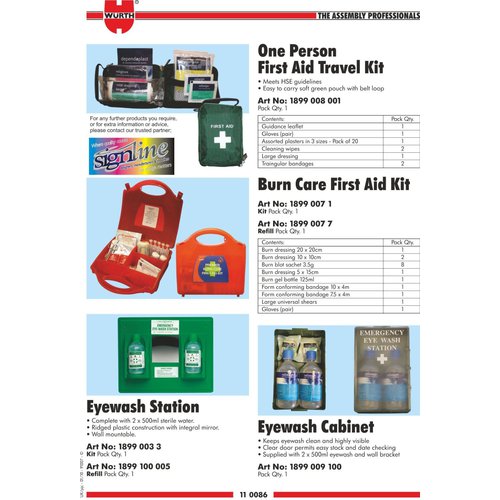 WÜRTH
THE ASSEMBLY PROFESSIONALS
One Person
First Aid Travel Kit
• Meets HSE guidelines
• Easy to carry soft green pouch with belt loop
Art No: 1899 008 001
Pack Qty. 1
Contents: Pack Qty.
Guidance leaflet 1
Gloves (pair) 1
Assorted plasters in 3 sizes - Pack of 20 1
Cleaning wipes 2
Large dressing 1
Traingular bandages 2
dependaplast
FIRST AID
For any further products you require,
or for extra information or advice,
please contact our trusted partner;
When quality matters
signline
Burn Care First Aid Kit
Art No: 1899 007 1
Kit Pack Qty. 1
Art No: 1899 007 7
Refill Pack Qty. 1
Contents: Pack Qty.
Burn dressing 20 x 20cm 1
Burn dressing 10 x 10cm 2
Burn blot sachet 3.5g 8
Burn dressing 5 x 15cm 1
Burn gel bottle 125ml 1
Form conforming bandage 10 x 4m 1
Form conforming bandage 7.5 x 4m 1
Large universal shears 1
Gloves (pair) 1
EMERGENCY
EYE WASH STATION
Eyewash Station
• Complete with 2 x 500ml sterile water.
• Ridged plastic construction with integral mirror.
• Wall mountable.
Art No: 1899 003 3
Kit Pack Qty. 1
Art No: 1899 100 005
Refill Pack Qty. 1
EMERGENCY
EYE WASH
STATION
Eyewash Cabinet
• Keeps eyewash clean and highly visible
• Clear door permits easy stock and date checking
• Supplied with 2 x 500ml eyewash and wall bracket
Art No: 1899 009 100
Pack Qty. 1
11 0086